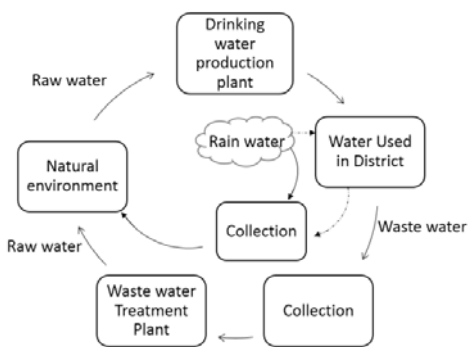 Drinking
water
production
plant
Raw water
Rain water
Water Used
in District
Natural
environment
Collection
Waste water
Raw water
Waste water
Treatment
Plant
Collection